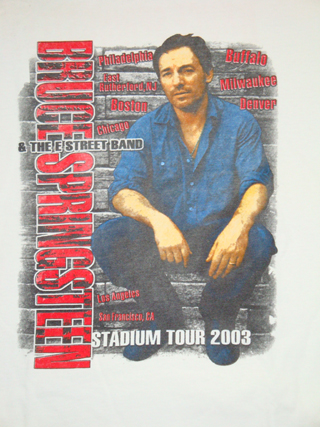 BRUCE SPRINGSTEEN
& THE E STREET BAND
Philadelphia
East
Rutherford, NJ
Boston
Chicago
Buffalo
Milwaukee
Denver
Los Angeles
San Francisco, CA
STADIUM TOUR 2003